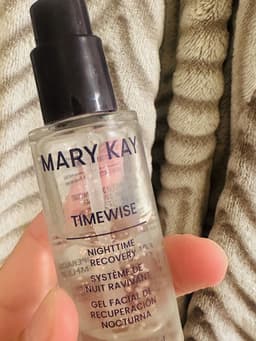 MARY KAY
TIMEWISE
NIGHTTIME
RECOVERY
SYSTÈME DE
NUIT RAVIVANT
GEL FACIAL DE
RECUPERACIÓN
NOCTURNA